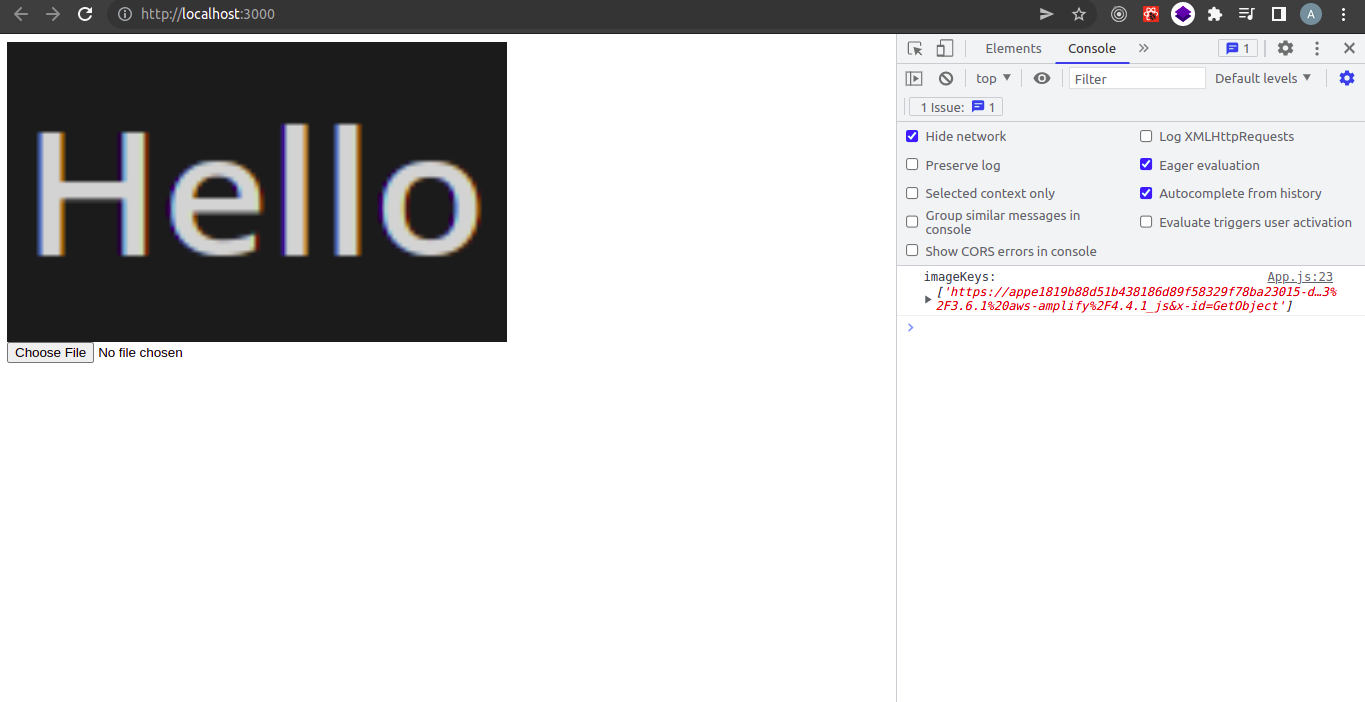 http://localhost:3000
A
Hello
Choose File No file chosen
Elements Console 1
top Filter Default levels
1 Issue: 1
Hide network Log XMLHttpRequests
Preserve log Eager evaluation
Selected context only Autocomplete from history
Group similar messages in
console Evaluate triggers user activation
Show CORS errors in console
imageKeys: App.js:23
['https://appe1819b88d51b438186d89f58329f78ba23015-d…3%
2F3.6.1%20aws-amplify%2F4.4.1_js&x-id=GetObject']